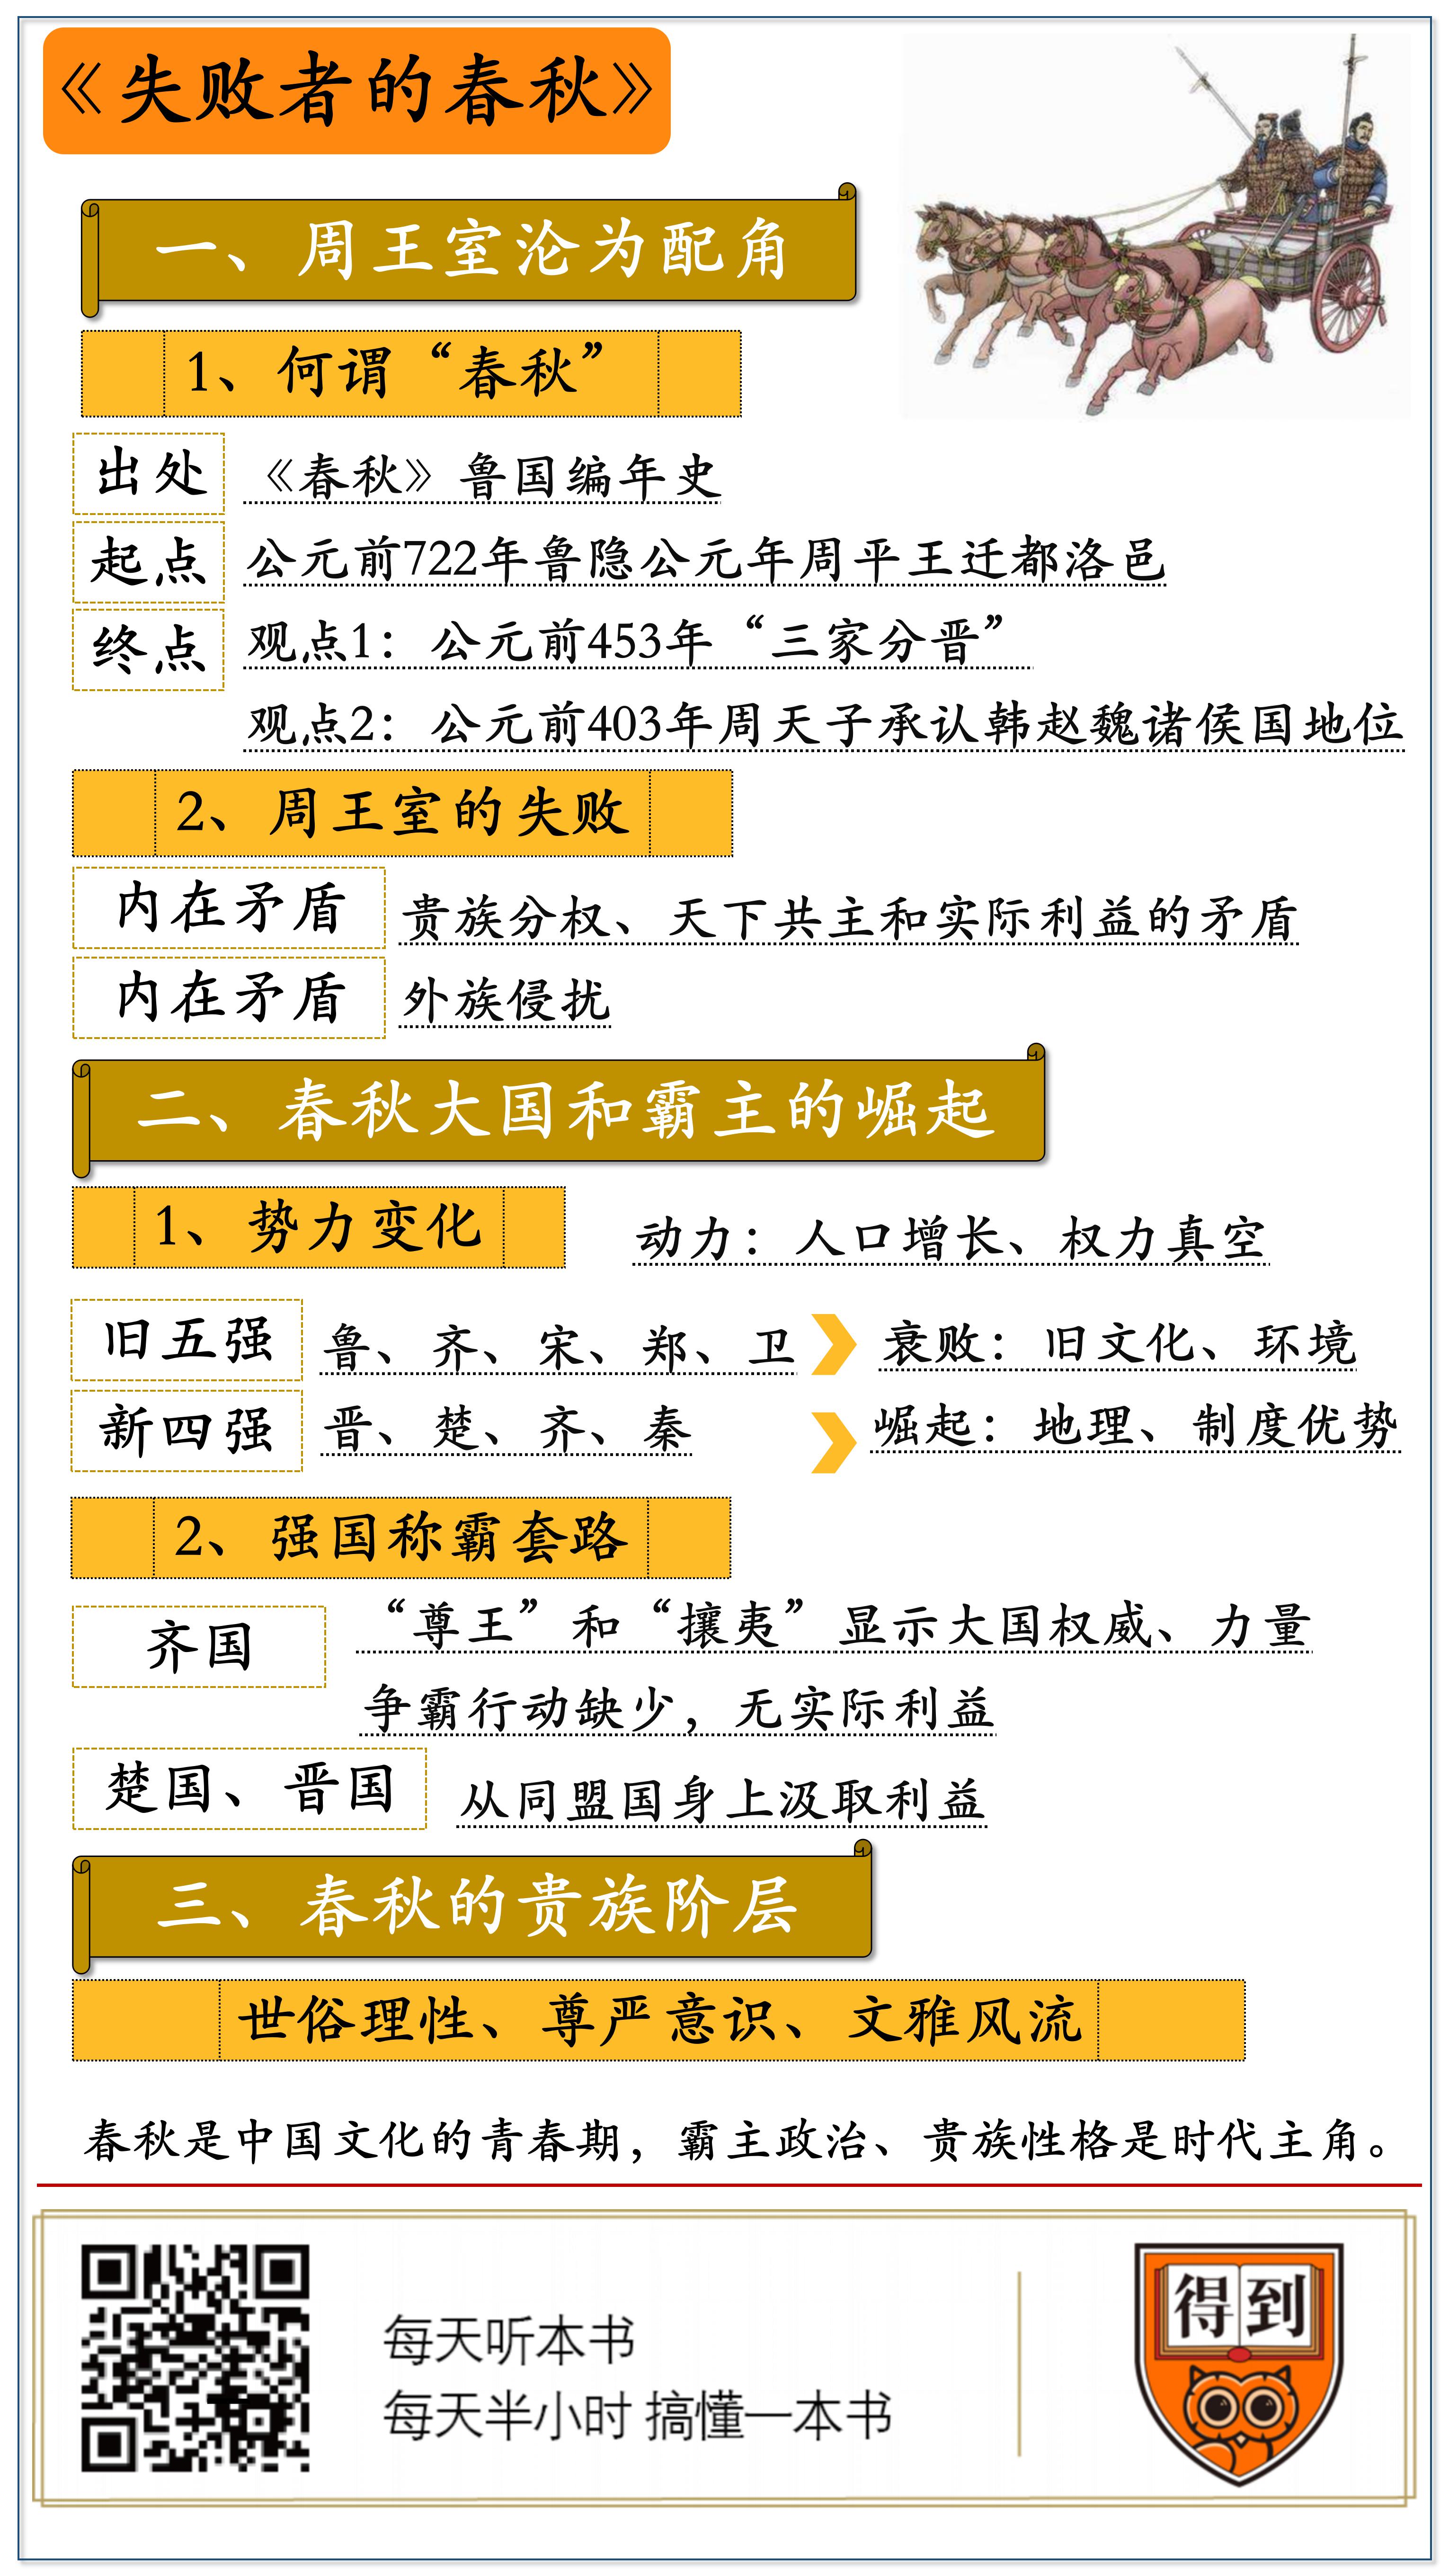 《失败者的春秋》
一、周王室沦为配角
1、何谓“春秋”
出处 《春秋》鲁国编年史
起点 公元前722年鲁隐公元年周平王迁都洛邑
终点 观点1：公元前453年“三家分晋”
观点2：公元前403年周天子承认韩赵魏诸侯国地位
2、周王室的失败
内在矛盾 贵族分权、天下共主和实际利益的矛盾
内在矛盾 外族侵扰
二、春秋大国和霸主的崛起
1、势力变化 动力：人口增长、权力真空
旧五强 鲁、齐、宋、郑、卫 衰败：旧文化、环境
新四强 晋、楚、齐、秦 崛起：地理、制度优势
2、强国称霸套路
齐国 “尊王”和“攘夷”显示大国权威、力量
争霸行动缺少，无实际利益
楚国、晋国 从同盟国身上汲取利益
三、春秋的贵族阶层
世俗理性、尊严意识、文雅风流
春秋是中国文化的青春期，霸主政治、贵族性格是时代主角。
每天听本书
每天半小时 搞懂一本书
得到